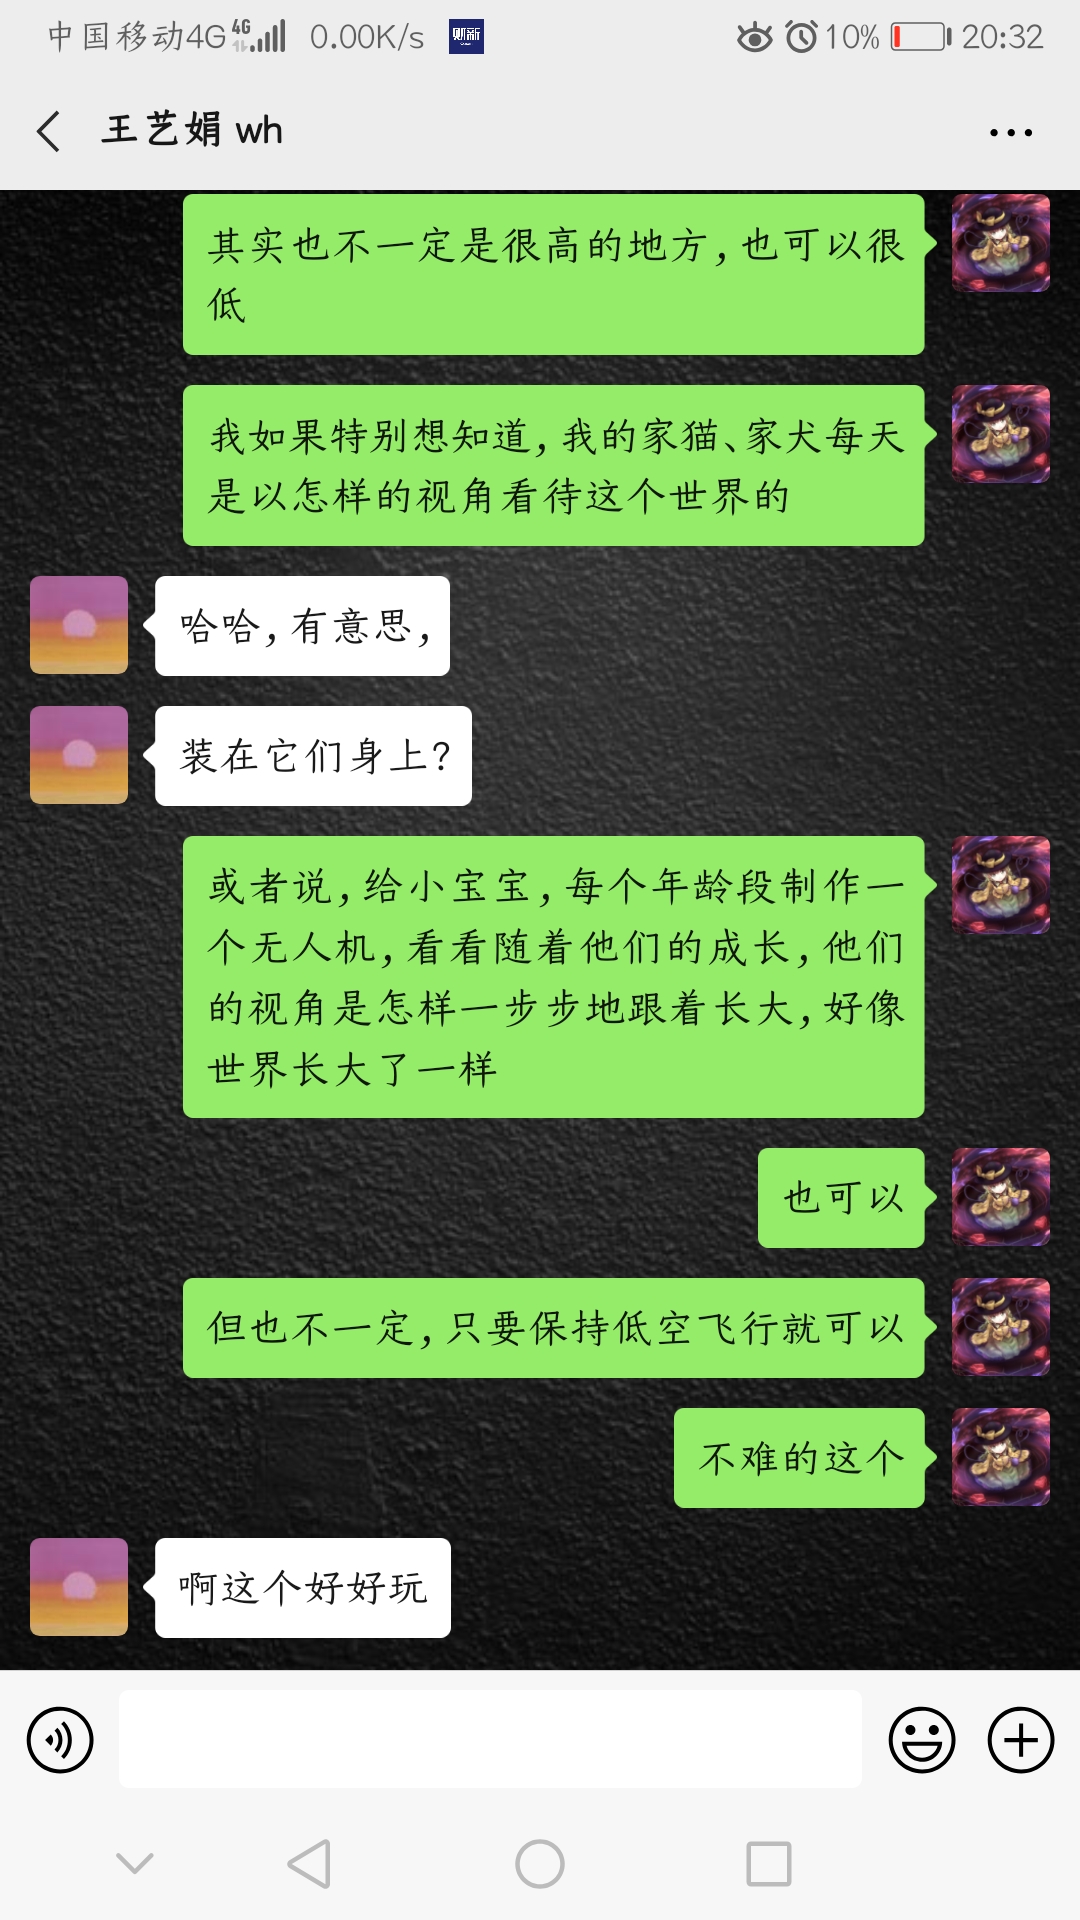 中国移动4G 4G 0.00K/s 财新 10% 20:32
王艺娟 wh
其实也不一定是很高的地方,也可以很
低
我如果特别想知道,我的家猫、家犬每天
是以怎样的视角看待这个世界的
哈哈,有意思,
装在它们身上?
或者说,给小宝宝,每个年龄段制作一
个无人机,看看随着他们的成长,他们
的视角是怎样一步步地跟着长大,好像
世界长大了一样
也可以
但也不一定,只要保持低空飞行就可以
不难的这个
啊这个好好玩